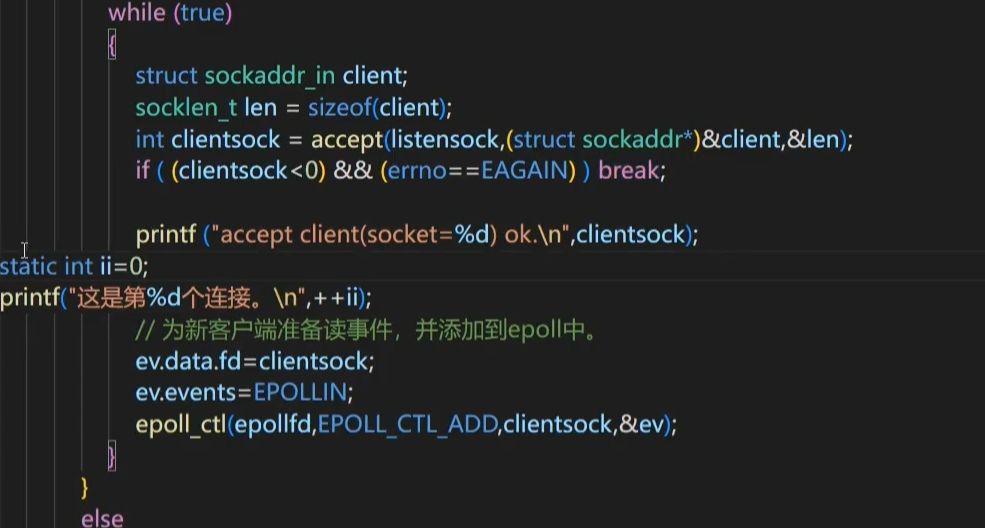 while (true)
{
struct sockaddr_in client;
socklen_t len = sizeof(client);
int clientsock = accept(listensock,(struct sockaddr*)&client,&len);
if ( (clientsock<0) && (errno==EAGAIN) ) break;
printf ("accept client(socket=%d) ok.\n",clientsock);
static int ii=0;
printf("这是第%d个连接。\n",++ii);
// 为新客户端准备读事件，并添加到epoll中。
ev.data.fd=clientsock;
ev.events=EPOLLIN;
epoll_ctl(epollfd,EPOLL_CTL_ADD,clientsock,&ev);
}
}
else